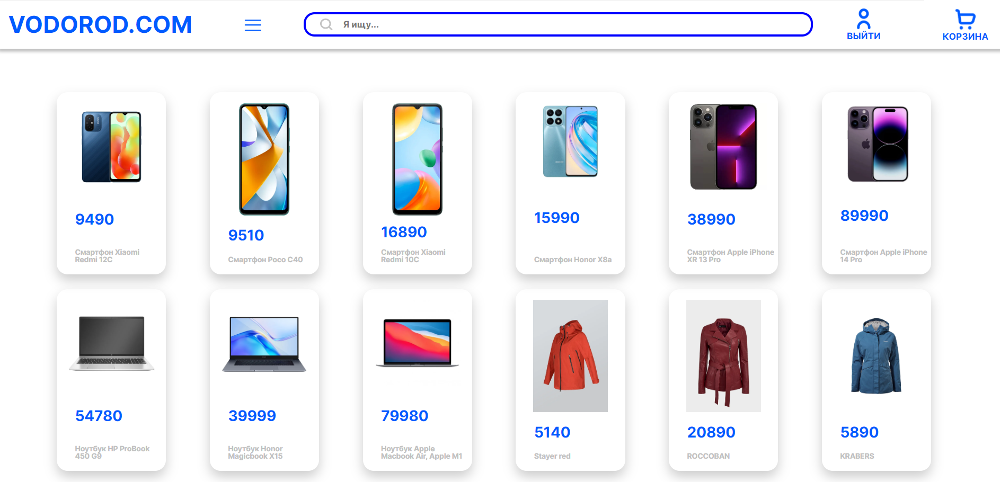 VODOROD.COM
Я ищу...
ВЫЙТИ
КОРЗИНА
9490
Смартфон Xiaomi
Redmi 12C
9510
Смартфон Poco C40
16890
Смартфон Xiaomi
Redmi 10C
15990
Смартфон Honor X8a
38990
Смартфон Apple iPhone
XR 13 Pro
89990
Смартфон Apple iPhone
14 Pro
54780
Ноутбук HP ProBook
450 G9
39999
Ноутбук Honor
Magicbook X15
79980
Ноутбук Apple
Macbook Air, Apple M1
5140
Stayer red
20890
ROCCOBAN
5890
KRABERS